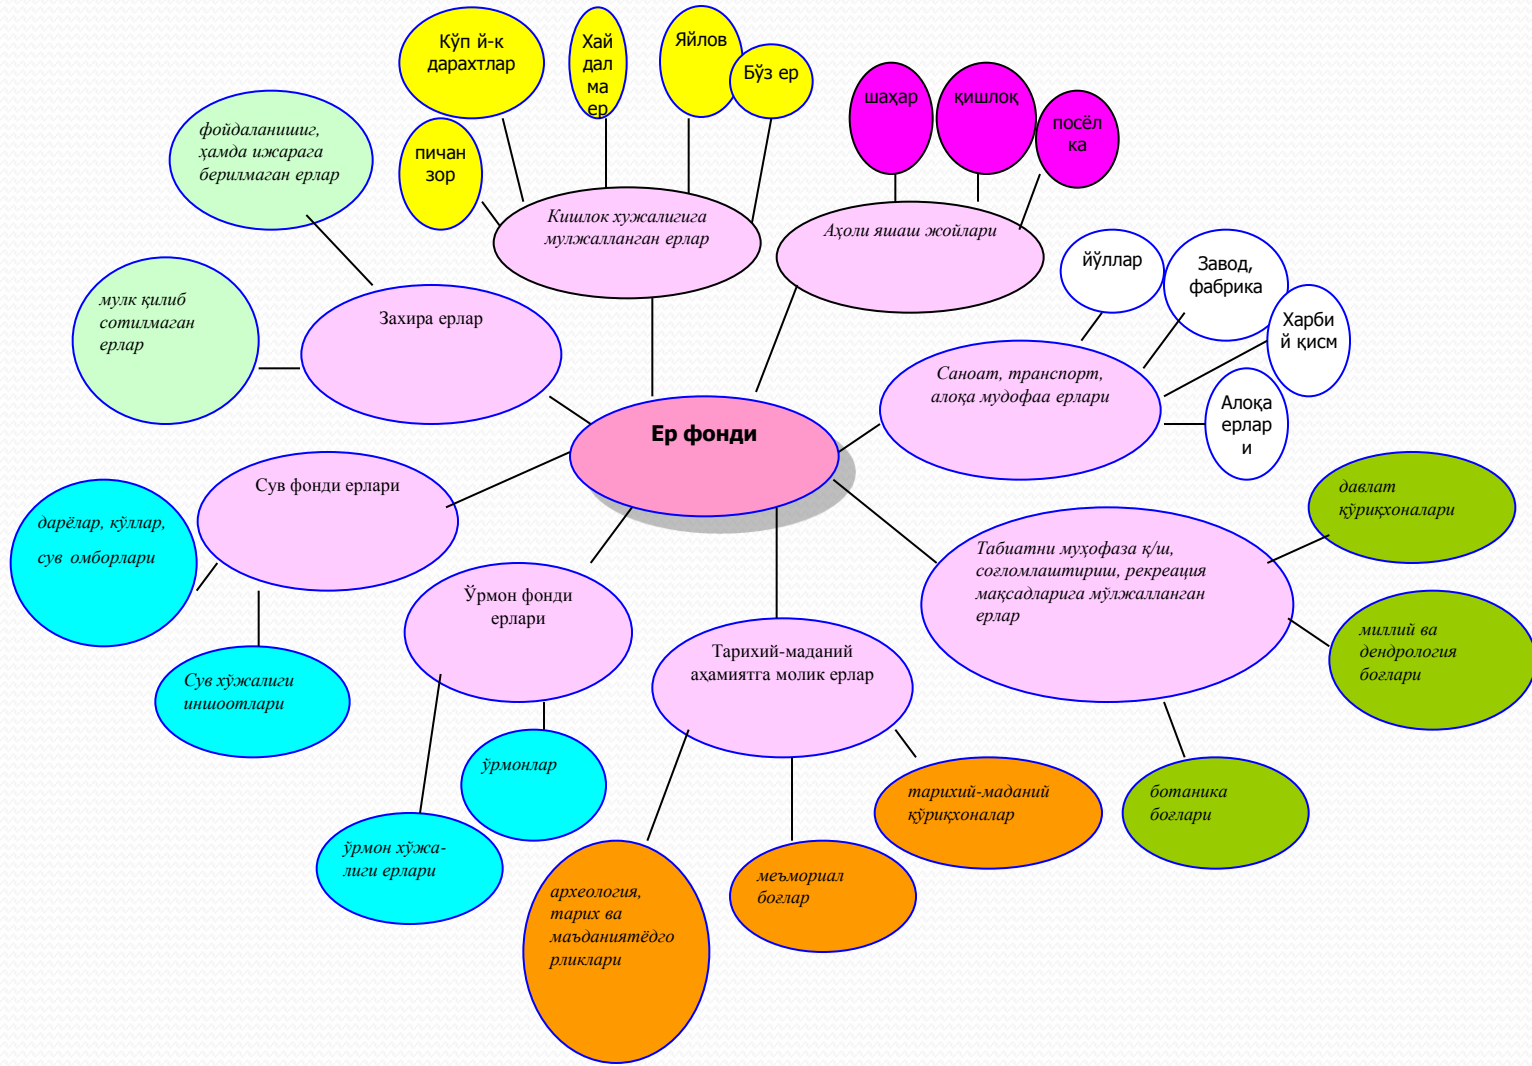 Кўп й-к
дарахтлар
Хай
дал
ма
ер
Яйлов
Бўз ер
пичан
зор
шаҳар
қишлоқ
посёл
ка
фойдаланишиг,
ҳамда ижарага
берилмаган ерлар
Кишлок хужалигига
мулжалланган ерлар
Аҳоли яшаш жойлари
йўллар
Завод,
фабрика
Харби
й қисм
Алоқа
ерлар
и
мулк қилиб
сотилмаган
ерлар
Захира ерлар
Саноат, транспорт,
алоқа мудофаа ерлари
Ер фонди
Сув фонди ерлари
дарёлар, кўллар,
сув омборлари
Сув хўжалиги
иншоотлари
Ўрмон фонди
ерлари
ўрмонлар
ўрмон хўжа-
лиги ерлари
Тарихий-маданий
аҳамиятга молик ерлар
археология,
тарих ва
маъданиятёдго
рликлари
меъмориал
боғлар
тарихий-маданий
қўриқхоналар
Табиатни муҳофаза қ/ш,
соғломлаштириш, рекреация
мақсадларига мўлжалланган
ерлар
давлат
қўриқхоналари
миллий ва
дендрология
боғлари
ботаника
боғлари